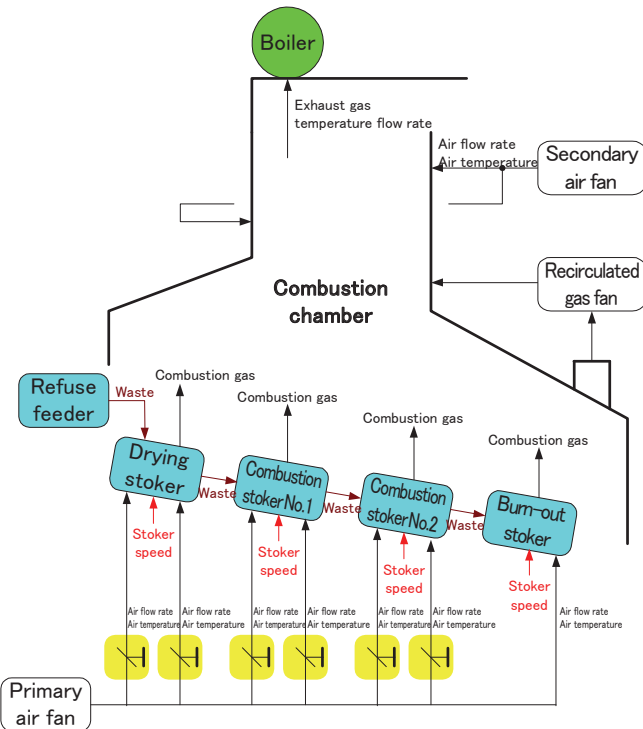 Boiler
Exhaust gas
temperature flow rate
Air flow rate
Air temperature
Secondary
air fan
Recirculated
gas fan
Combustion
chamber
Refuse
feeder
Waste
Combustion gas
Combustion gas
Combustion gas
Combustion gas
Drying
stoker
Waste
Combustion
stoker No.1
Waste
Combustion
stoker No.2
Waste
Burn-out
stoker
Stoker
speed
Stoker
speed
Stoker
speed
Stoker
speed
Air flow rate
Air temperature
Air flow rate
Air temperature
Air flow rate
Air temperature
Air flow rate
Air temperature
Air flow rate
Air temperature
Air flow rate
Air temperature
Air flow rate
Air temperature
Primary
air fan